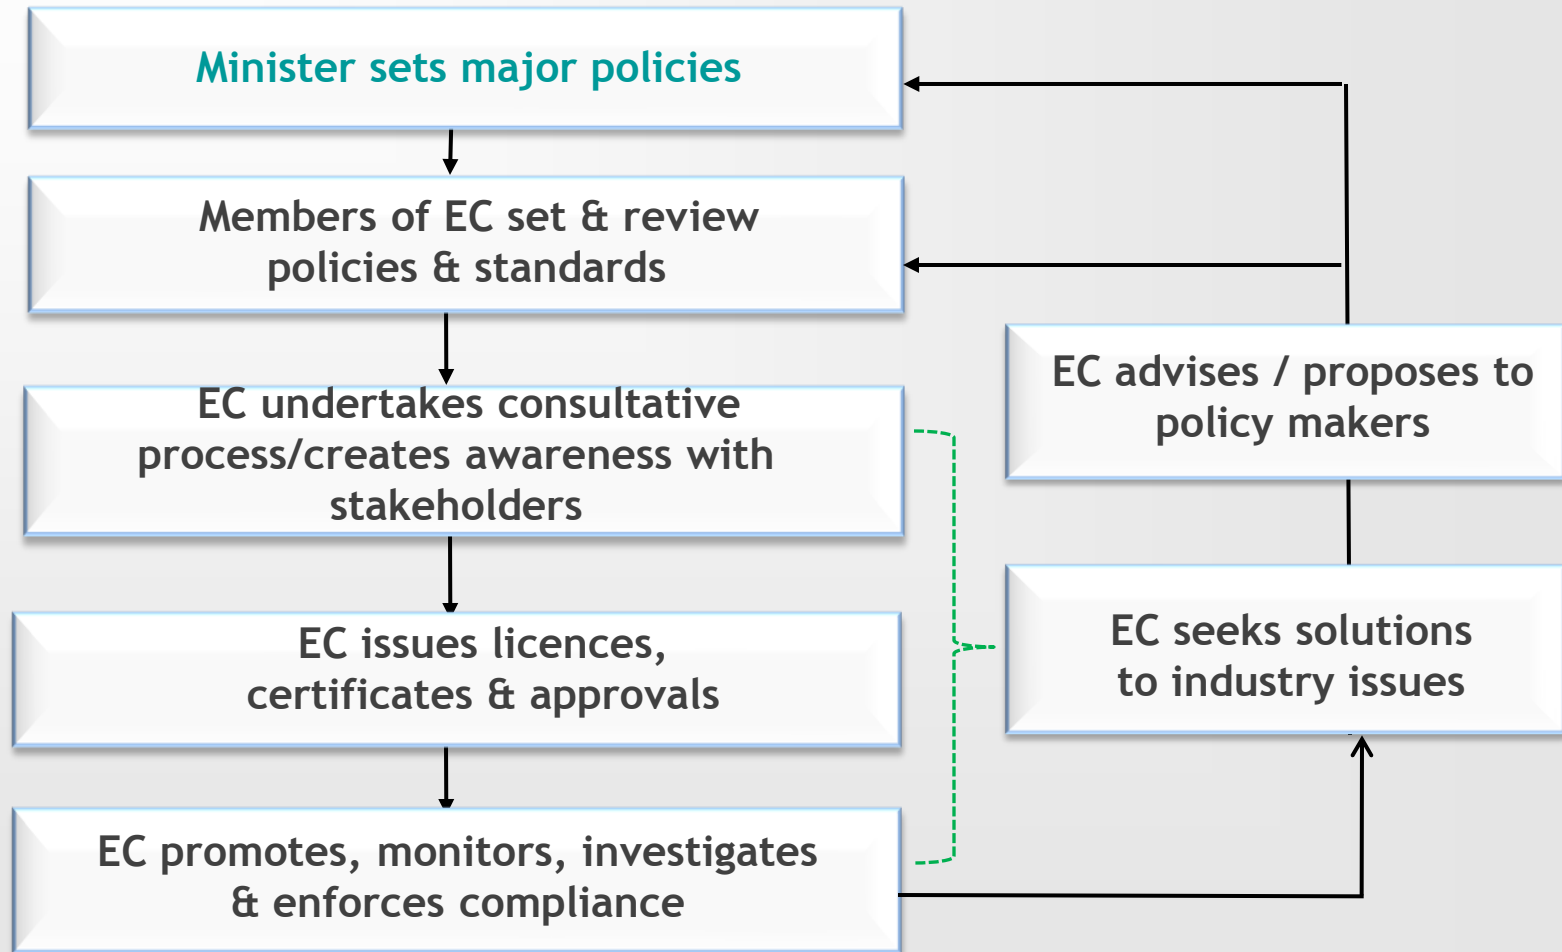 Minister sets major policies
Members of EC set & review
policies & standards
EC undertakes consultative
process/creates awareness with
stakeholders
EC issues licences,
certificates & approvals
EC promotes, monitors, investigates
& enforces compliance
EC advises / proposes to
policy makers
EC seeks solutions
to industry issues